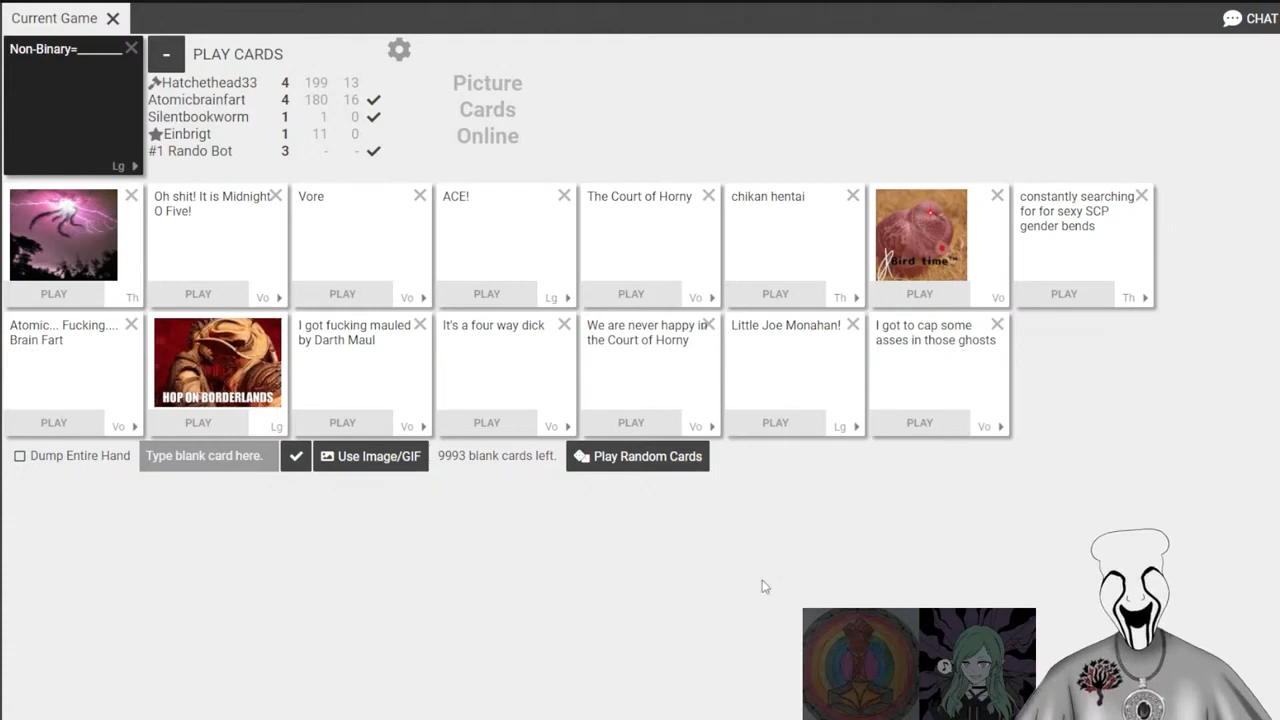 Current Game
CHAT
Non-Binary=______
Lg
-
PLAY CARDS
Hatchethead33 4 199 13
Atomicbrainfart 4 180 16
Silentbookworm 1 1 0
Einbrigt 1 11 0
#1 Rando Bot 3 - -
Picture
Cards
Online
PLAY
Th
Oh shit! It is Midnight
O Five!
PLAY
Vo
Vore
PLAY
Vo
ACE!
PLAY
Lg
The Court of Horny
PLAY
Vo
chikan hentai
PLAY
Th
Bird time™
PLAY
Vo
constantly searching
for for sexy SCP
gender bends
PLAY
Th
Atomic... Fucking....
Brain Fart
PLAY
Vo
HOP ON BORDERLANDS
PLAY
Lg
I got fucking mauled
by Darth Maul
PLAY
Vo
It's a four way dick
PLAY
Vo
We are never happy in
the Court of Horny
PLAY
Vo
Little Joe Monahan!
PLAY
Lg
I got to cap some
asses in those ghosts
PLAY
Vo
Dump Entire Hand
Type blank card here.
Use Image/GIF
9993 blank cards left.
Play Random Cards